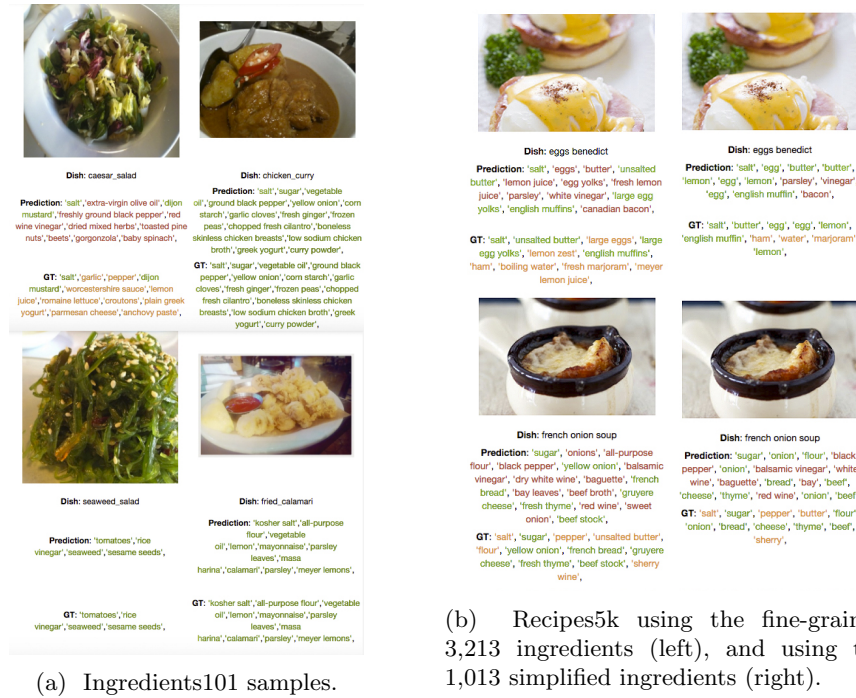 Dish: caesar_salad
Prediction: 'salt','extra-virgin olive oil','dijon
mustard','freshly ground black pepper','red
wine vinegar','dried mixed herbs','toasted pine
nuts','beets','gorgonzola','baby spinach',
GT: 'salt','garlic','pepper','dijon
mustard','worcestershire sauce','lemon
juice','romaine lettuce','croutons','plain greek
yogurt','parmesan cheese','anchovy paste',
Dish: chicken_curry
Prediction: 'salt','sugar','vegetable
oil','ground black pepper','yellow onion','corn
starch','garlic cloves','fresh ginger','frozen
peas','chopped fresh cilantro','boneless
skinless chicken breasts','low sodium chicken
broth','greek yogurt','curry powder',
GT: 'salt','sugar','vegetable oil','ground black
pepper','yellow onion','corn starch','garlic
cloves','fresh ginger','frozen peas','chopped
fresh cilantro','boneless skinless chicken
breasts','low sodium chicken broth','greek
yogurt','curry powder',
Dish: seaweed_salad
Prediction: 'tomatoes','rice
vinegar','seaweed','sesame seeds',
GT: 'tomatoes','rice
vinegar','seaweed','sesame seeds',
Dish: fried_calamari
Prediction: 'kosher salt','all-purpose
flour','vegetable
oil','lemon','mayonnaise','parsley
leaves','masa
harina','calamari','parsley','meyer lemons',
GT: 'kosher salt','all-purpose flour','vegetable
oil','lemon','mayonnaise','parsley
leaves','masa
harina','calamari','parsley','meyer lemons',
(a) Ingredients101 samples.
Dish: eggs benedict
Prediction: 'salt', 'eggs', 'butter', 'unsalted
butter', 'lemon juice', 'egg yolks', 'fresh lemon
juice', 'parsley', 'white vinegar', 'large egg
yolks', 'english muffins', 'canadian bacon',
GT: 'salt', 'unsalted butter', 'large eggs', 'large
egg yolks', 'lemon zest', 'english muffins',
'ham', 'boiling water', 'fresh marjoram', 'meyer
lemon juice',
Dish: eggs benedict
Prediction: 'salt', 'egg', 'butter', 'butter',
'lemon', 'egg', 'lemon', 'parsley', 'vinegar'
'egg', 'english muffin', 'bacon',
GT: 'salt', 'butter', 'egg', 'egg', 'lemon',
'english muffin', 'ham', 'water', 'marjoram'
'lemon',
Dish: french onion soup
Prediction: 'sugar', 'onions', 'all-purpose
flour', 'black pepper', 'yellow onion', 'balsamic
vinegar', 'dry white wine', 'baguette', 'french
bread', 'bay leaves', 'beef broth', 'gruyere
cheese', 'fresh thyme', 'red wine', 'sweet
onion', 'beef stock',
GT: 'salt', 'sugar', 'pepper', 'unsalted butter',
'flour', 'yellow onion', 'french bread', 'gruyere
cheese', 'fresh thyme', 'beef stock', 'sherry
wine',
Dish: french onion soup
Prediction: 'sugar', 'onion', 'flour', 'black
pepper', 'onion', 'balsamic vinegar', 'white
wine', 'baguette', 'bread', 'bay', 'beef',
'cheese', 'thyme', 'red wine', 'onion', 'beef'
GT: 'salt', 'sugar', 'pepper', 'butter', 'flour'
'onion', 'bread', 'cheese', 'thyme', 'beef',
'sherry',
(b) Recipes5k using the fine-grain
3,213 ingredients (left), and using t
1,013 simplified ingredients (right).